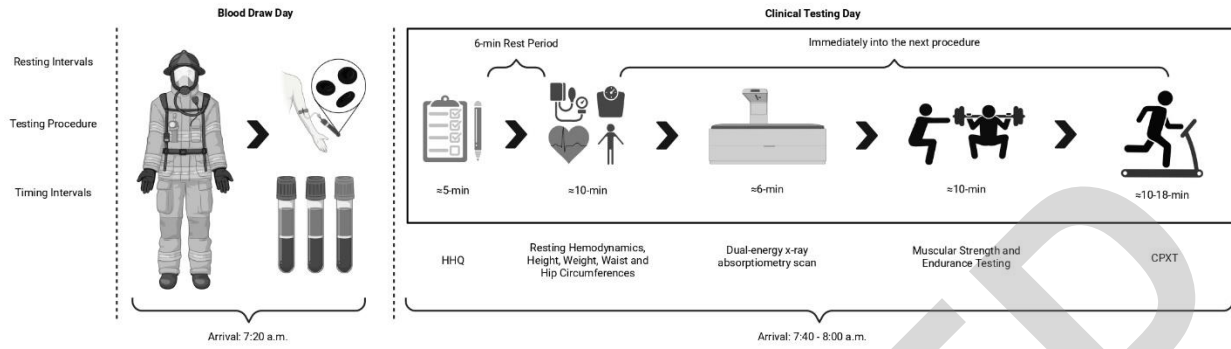 Blood Draw Day
Clinical Testing Day
Resting Intervals
Testing Procedure
Timing Intervals
6-min Rest Period
Immediately into the next procedure
≈5-min
≈10-min
≈6-min
≈10-min
≈10-18-min
HHQ
Resting Hemodynamics,
Height, Weight, Waist and
Hip Circumferences
Dual-energy x-ray
absorptiometry scan
Muscular Strength and
Endurance Testing
CPXT
Arrival: 7:20 a.m.
Arrival: 7:40 - 8:00 a.m.